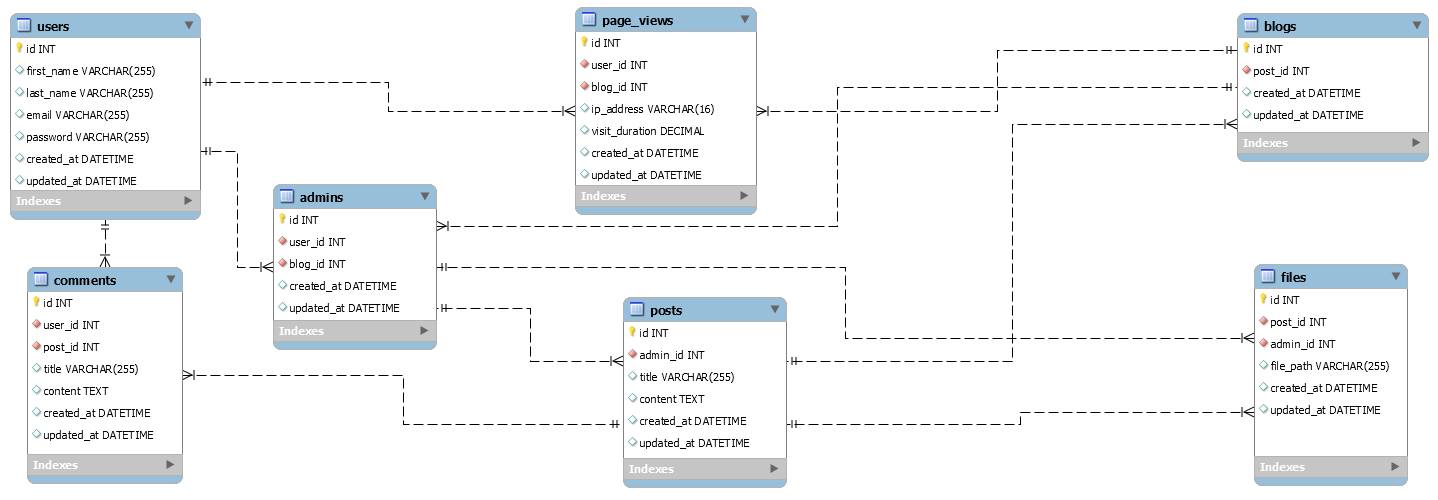 users
id INT
first_name VARCHAR(255)
last_name VARCHAR(255)
email VARCHAR(255)
password VARCHAR(255)
created_at DATETIME
updated_at DATETIME
Indexes
page_views
id INT
user_id INT
blog_id INT
ip_address VARCHAR(16)
visit_duration DECIMAL
created_at DATETIME
updated_at DATETIME
Indexes
blogs
id INT
post_id INT
created_at DATETIME
updated_at DATETIME
Indexes
admins
id INT
user_id INT
blog_id INT
created_at DATETIME
updated_at DATETIME
Indexes
comments
id INT
user_id INT
post_id INT
title VARCHAR(255)
content TEXT
created_at DATETIME
updated_at DATETIME
Indexes
posts
id INT
admin_id INT
title VARCHAR(255)
content TEXT
created_at DATETIME
updated_at DATETIME
Indexes
files
id INT
post_id INT
admin_id INT
file_path VARCHAR(255)
created_at DATETIME
updated_at DATETIME
Indexes